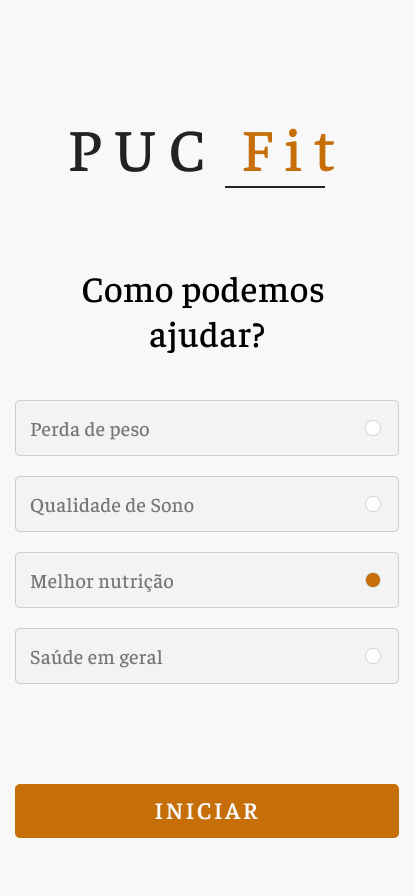 PUC Fit
Como podemos
ajudar?
Perda de peso
Qualidade de Sono
Melhor nutrição
Saúde em geral
INICIAR